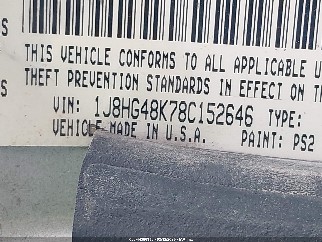 THIS VEHICLE CONFORMS TO ALL APPLICABLE U
THEFT PREVENTION STANDARDS IN EFFECT ON TH
VIN: 1J8HG48K78C152646 TYPE:
VEHICLE MADE IN U.S.A. PAINT: PS2